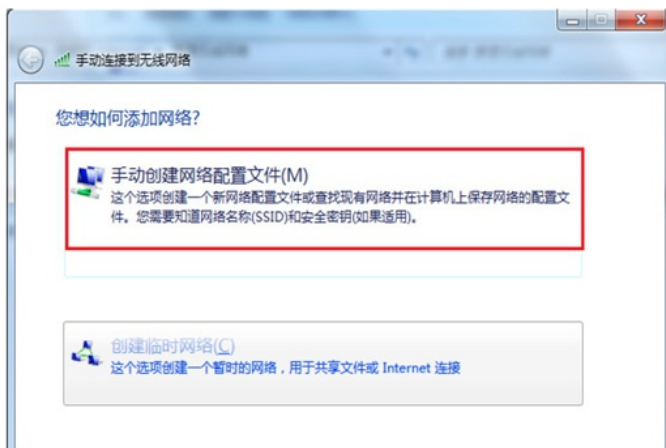 手动连接到无线网络
您想如何添加网络?
手动创建网络配置文件(M)
这个选项创建一个新网络配置文件或查找现有网络并在计算机上保存网络的配置文
件。您需要知道网络名称(SSID)和安全密钥(如果适用)。
创建临时网络(C)
这个选项创建一个暂时的网络，用于共享文件或 Internet 连接